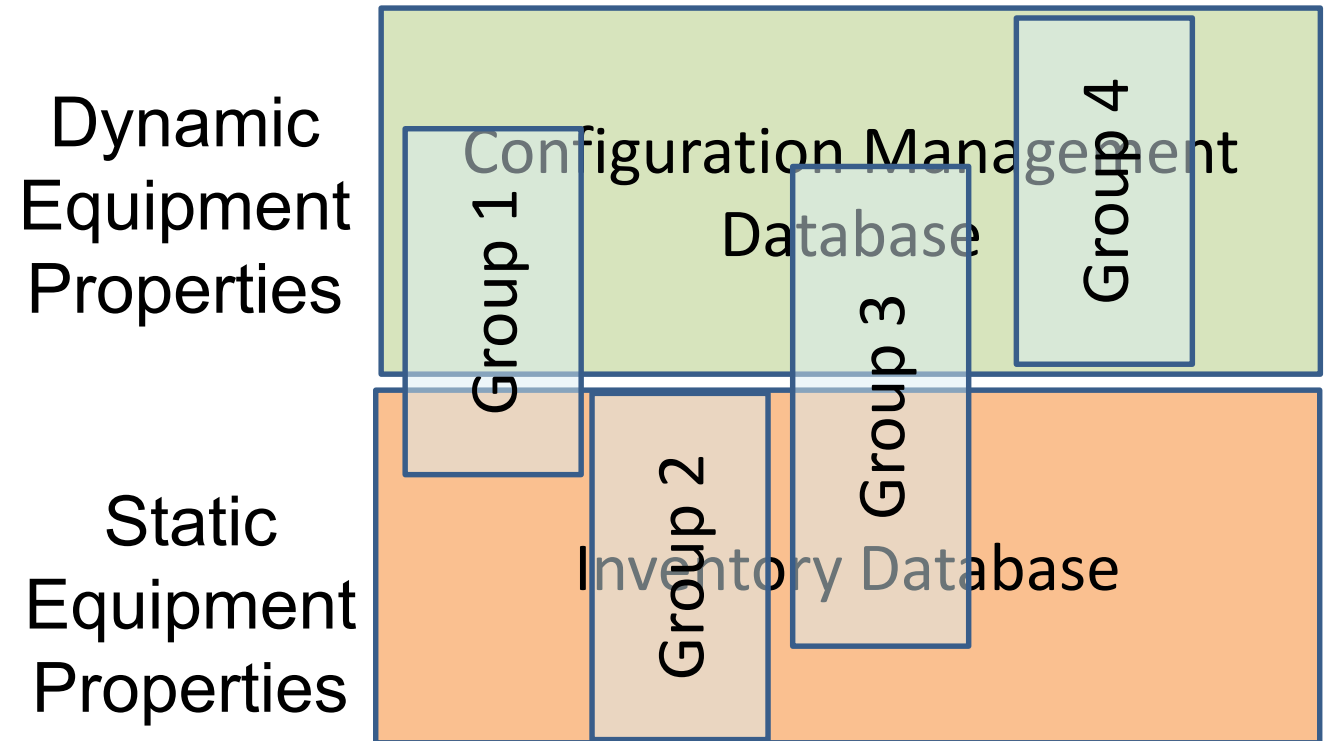 Dynamic
Equipment
Properties
Configuration Management
Database
Group 1
Group 2
Group 3
Group 4
Static
Equipment
Properties
Inventory Database